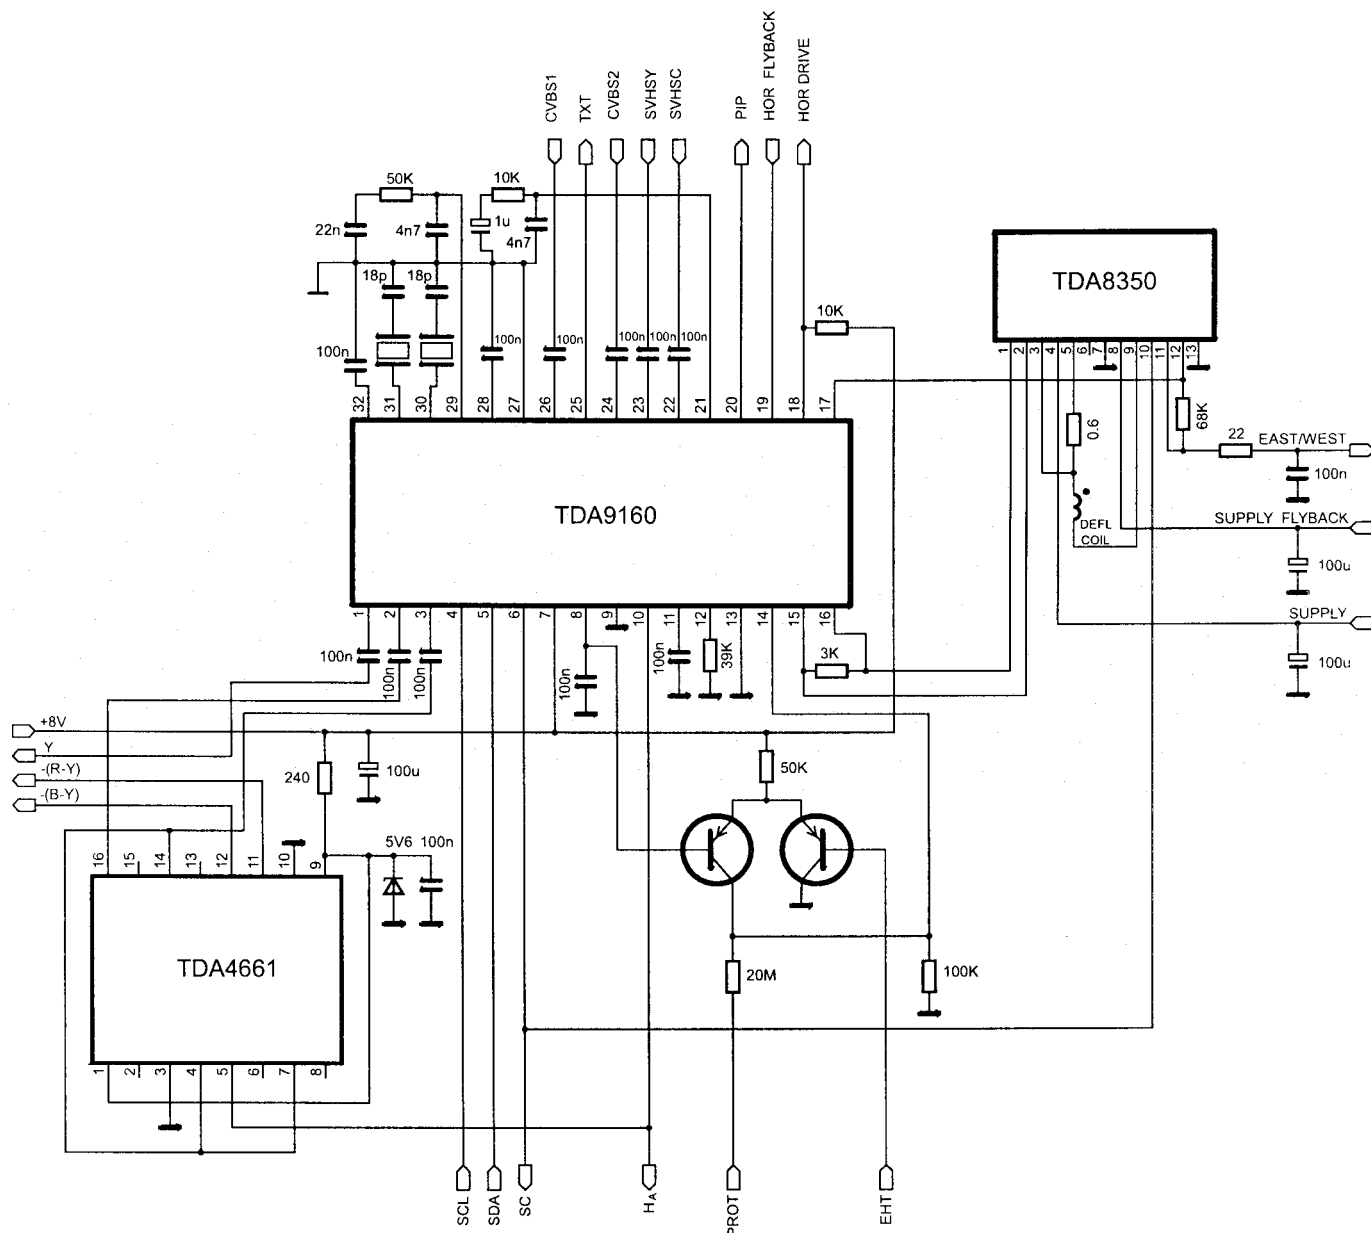 CVBS1
TXT
CVBS2
SVHSY
SVHSC
PIP
HOR FLYBACK
HOR DRIVE
50K
10K
22n
4n7
1u
4n7
18p
18p
100n
100n
100n
100n
100n
100n
10K
TDA8350
1 2 3 4 5 6 7 8 9 10 11 12 13
32 31 30 29 28 27 26 25 24 23 22 21 20 19 18 17
0.6
68K
22
EAST/WEST
100n
TDA9160
DEFL
COIL
SUPPLY FLYBACK
100u
SUPPLY
100u
1 2 3 4 5 6 7 8 9 10 11 12 13 14 15 16
100n
100n
100n
100n
100n
39K
3K
+8V
Y
-(R-Y)
-(B-Y)
240
100u
50K
5V6 100n
16 15 14 13 12 11 10 9
TDA4661
1 2 3 4 5 6 7 8
20M
100K
SCL
SDA
SC
HA
PROT
EHT